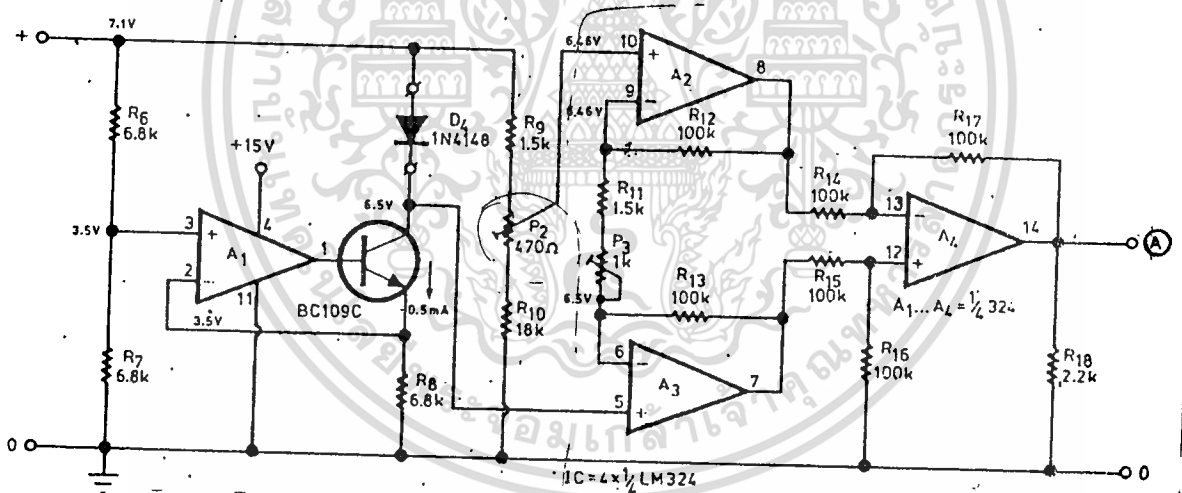 7.1V
+
R6
6.8k
+15V
3.5V
3
+
4
A1
1
2
11
3.5V
R7
6.8k
0
D4
1N4148
6.5V
BC109C
0.5mA
R8
6.8k
R9
1.5k
P2
470Ω
R10
18k
6.46V
10
+
A2
8
9
6.46V
R12
100k
R11
1.5k
P3
1k
6.5V
R13
100k
6
A3
7
5
+
R14
100k
R15
100k
R17
100k
13
12
+
A4
14
A
A1...A4=1/4 324
R16
100k
R18
2.2k
0
IC=4x1/4LM324